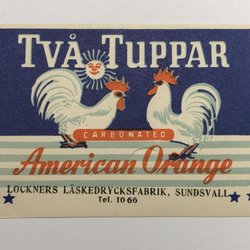 TVÅ TUPPAR
CARBONATED
American Orange
LOCKNERS LÄSKEDRYCKSFABRIK, SUNDSVALL
Tel. 1066